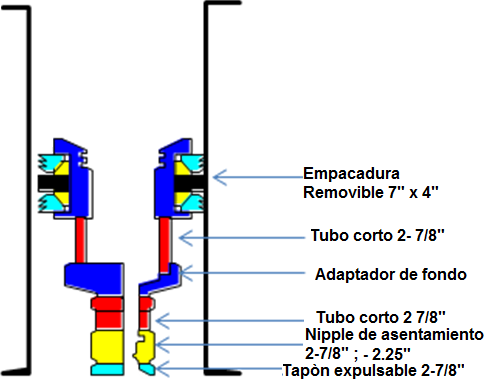 Empacadura
Removible 7" x 4"
Tubo corto 2- 7/8"
Adaptador de fondo
Tubo corto 2 7/8"
Nipple de asentamiento
2-7/8" ; - 2.25"
Tapòn expulsable 2-7/8"